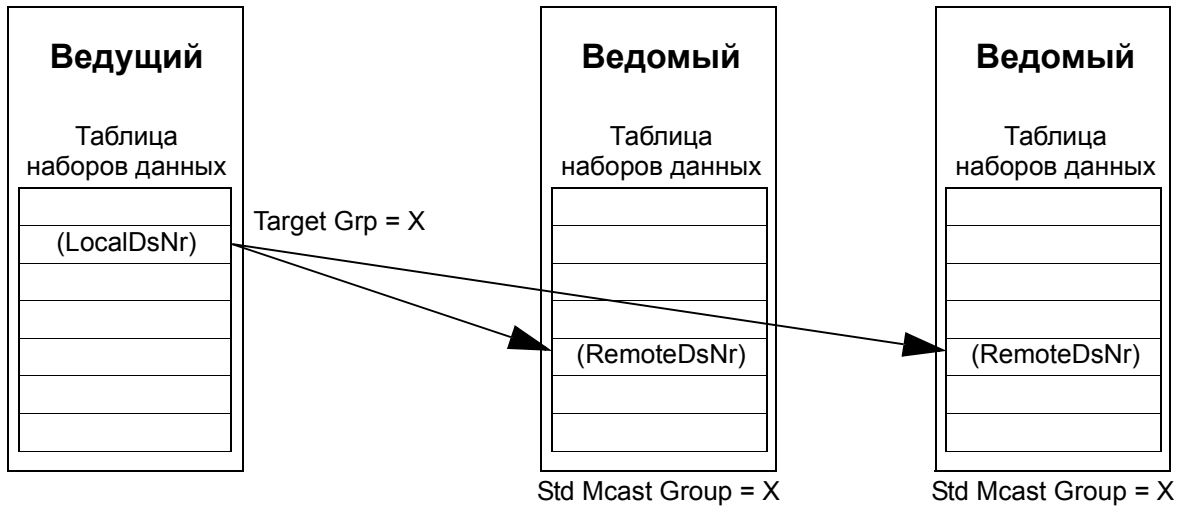 Ведущий
Таблица
наборов данных
(LocalDsNr)
Target Grp = X
Ведомый
Таблица
наборов данных
(RemoteDsNr)
Std Mcast Group = X
Ведомый
Таблица
наборов данных
(RemoteDsNr)
Std Mcast Group = X